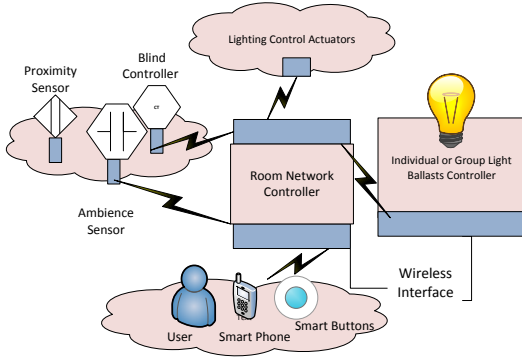 Lighting Control Actuators
Proximity
Sensor
Blind
Controller
CT
Ambience
Sensor
Room Network
Controller
Individual or Group Light
Ballasts Controller
Wireless
Interface
User
Smart Phone
Smart Buttons